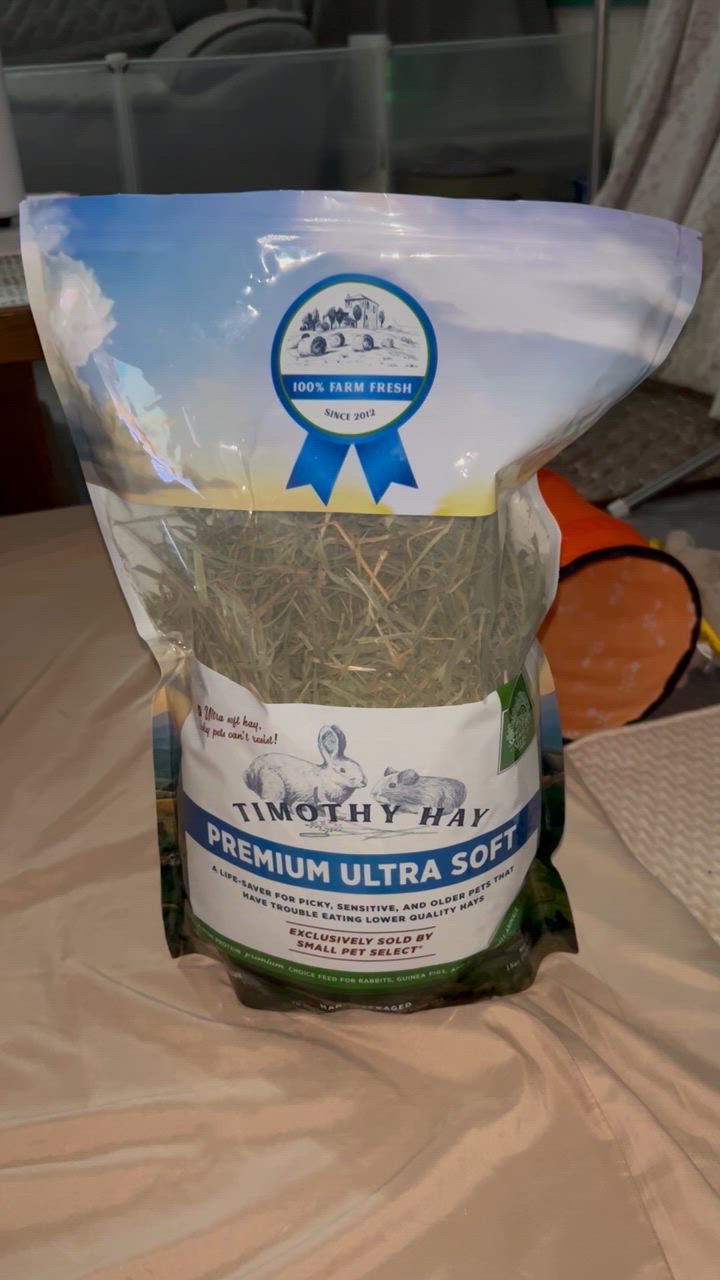 100% FARM FRESH
SINCE 2012
Ultra soft hay,
pets can't resist!
TIMOTHY HAY
PREMIUM ULTRA SOFT
A LIFE-SAVER FOR PICKY, SENSITIVE, AND OLDER PETS THAT
HAVE TROUBLE EATING LOWER QUALITY HAYS
EXCLUSIVELY SOLD BY
SMALL PET SELECT®
PROTEIN premium CHOICE FEED FOR RABBITS, GUINEA PIGS,